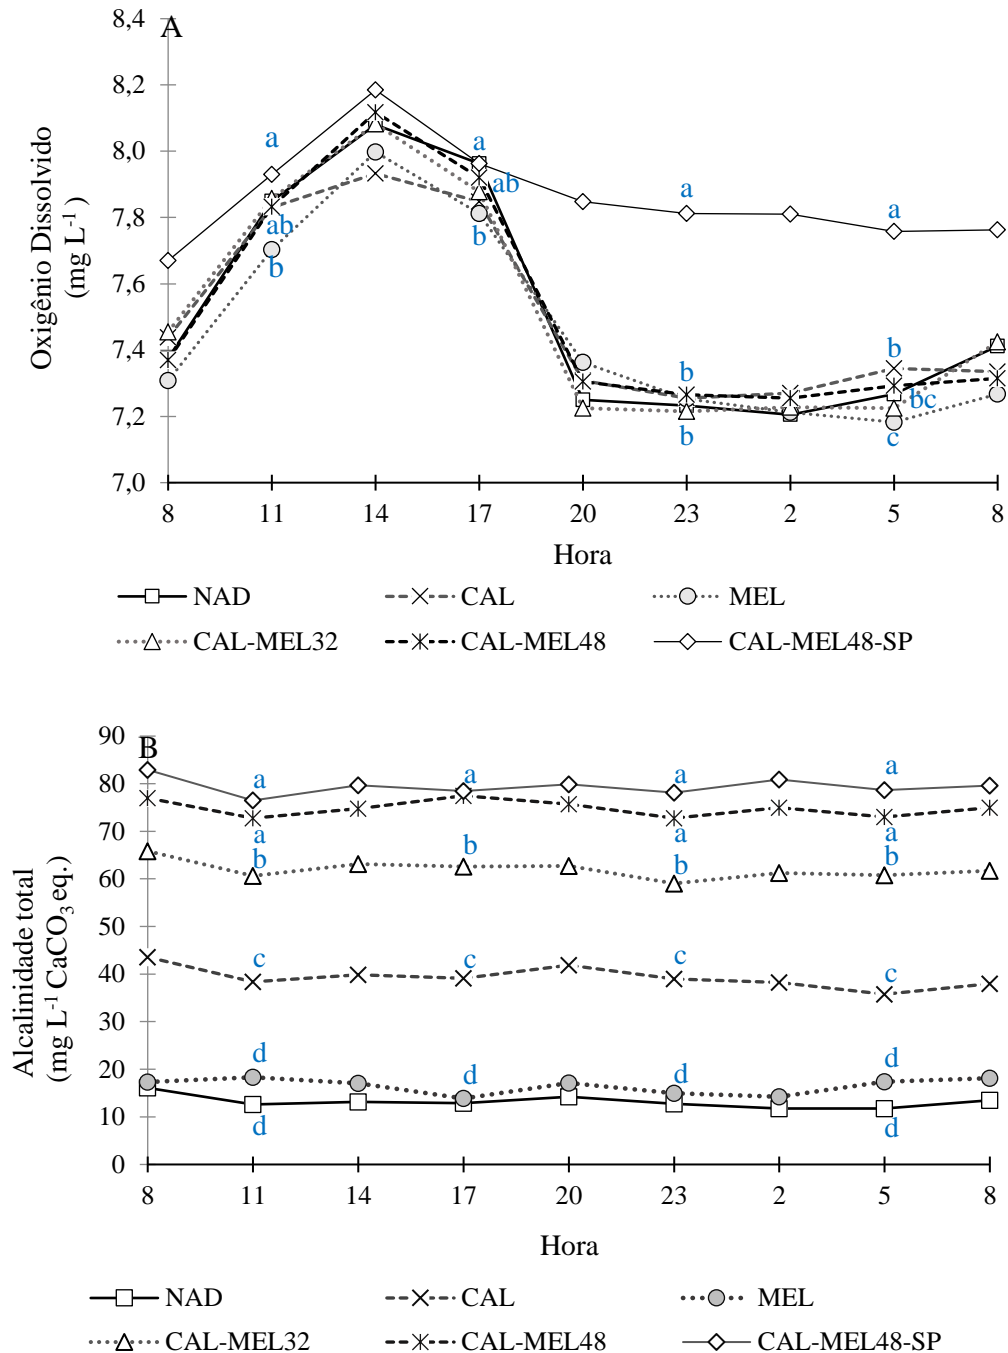 8,4
A
8,2
8,0
7,8
7,6
7,4
7,2
7,0
Oxigênio Dissolvido
(mg L⁻¹)
a
ab
b
a
ab
b
a
b
b
a
b
bc
c
8 11 14 17 20 23 2 5 8
Hora
NAD CAL MEL
CAL-MEL32 CAL-MEL48 CAL-MEL48-SP
90
B
80
70
60
50
40
30
20
10
0
Alcalinidade total
(mg L⁻¹ CaCO₃ eq.)
a a a a
a a a
b b b b
c c c c
d d d d
d d
8 11 14 17 20 23 2 5 8
Hora
NAD CAL MEL
CAL-MEL32 CAL-MEL48 CAL-MEL48-SP